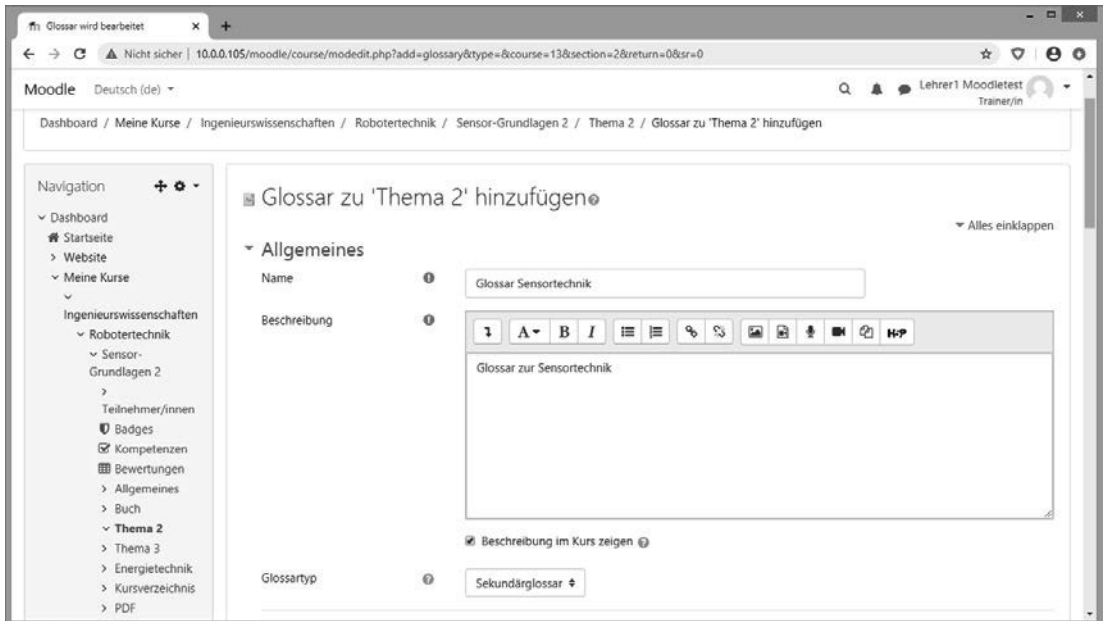 Glossar wird bearbeitet
Nicht sicher | 10.0.0.105/moodle/course/modedit.php?add=glossary&type=&course=13&section=2&return=0&sr=0
Moodle Deutsch (de) Lehrer1 Moodletest
Trainer/in
Dashboard / Meine Kurse / Ingenieurswissenschaften / Robotertechnik / Sensor-Grundlagen 2 / Thema 2 / Glossar zu 'Thema 2' hinzufügen
Navigation
Dashboard
Startseite
Website
Meine Kurse
Ingenieurswissenschaften
Robotertechnik
Sensor-
Grundlagen 2
Teilnehmer/innen
Badges
Kompetenzen
Bewertungen
Allgemeines
Buch
Thema 2
Thema 3
Energietechnik
Kursverzeichnis
PDF
Glossar zu 'Thema 2' hinzufügen
Alles einklappen
Allgemeines
Name Glossar Sensortechnik
Beschreibung
A B I H-P
Glossar zur Sensortechnik
Beschreibung im Kurs zeigen
Glossartyp Sekundärglossar